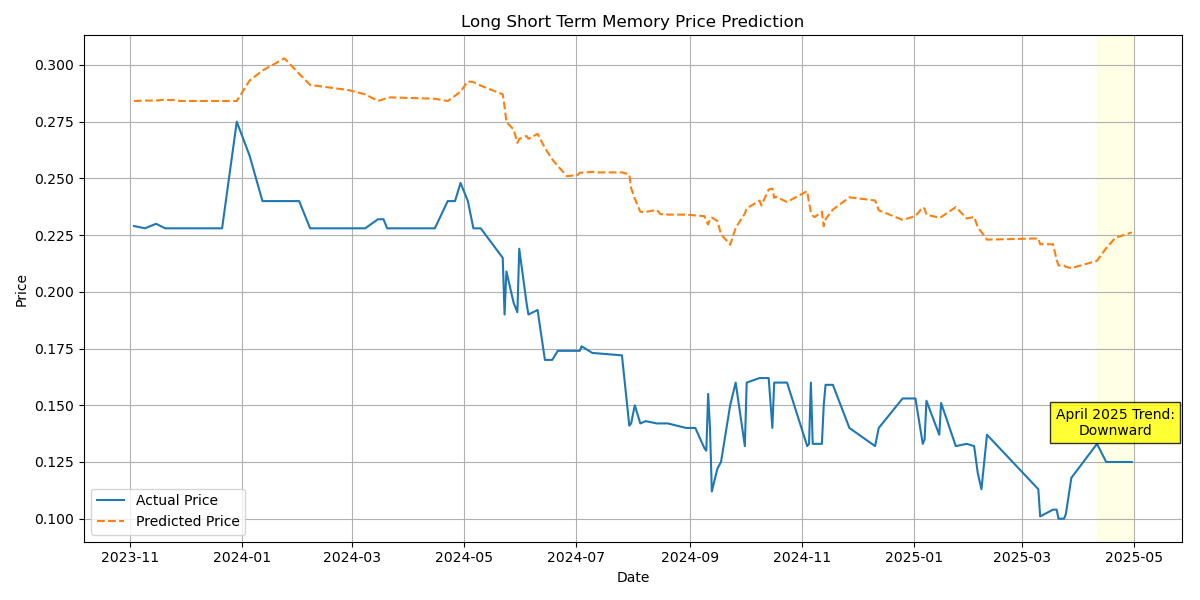 Long Short Term Memory Price Prediction
Price
0.300
0.275
0.250
0.225
0.200
0.175
0.150
0.125
0.100
April 2025 Trend:
Downward
Actual Price
Predicted Price
2023-11
2024-01
2024-03
2024-05
2024-07
2024-09
2024-11
2025-01
2025-03
2025-05
Date